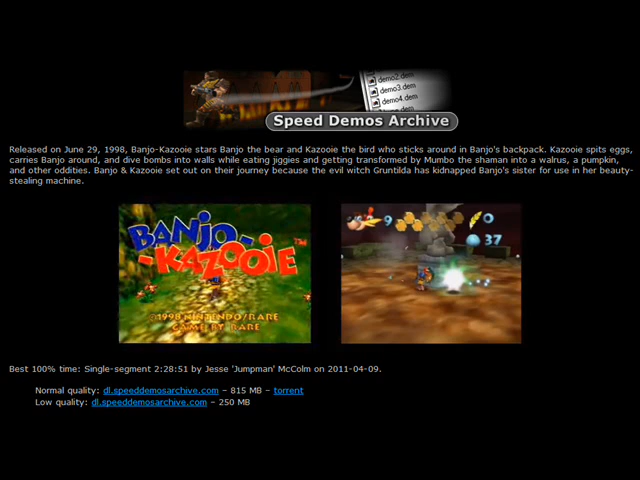 demo2.dem
demo3.dem
demo4.dem
Speed Demos Archive
Released on June 29, 1998, Banjo-Kazooie stars Banjo the bear and Kazooie the bird who sticks around in Banjo's backpack. Kazooie spits eggs,
carries Banjo around, and dive bombs into walls while eating jiggies and getting transformed by Mumbo the shaman into a walrus, a pumpkin,
and other oddities. Banjo & Kazooie set out on their journey because the evil witch Gruntilda has kidnapped Banjo's sister for use in her beauty-
stealing machine.
BANJO-
-KAZOOIE™
©1998 NINTENDO/RARE
GAME BY RARE
9
0
37
Best 100% time: Single-segment 2:28:51 by Jesse 'Jumpman' McColm on 2011-04-09.
Normal quality: dl.speeddemosarchive.com – 815 MB – torrent
Low quality: dl.speeddemosarchive.com – 250 MB